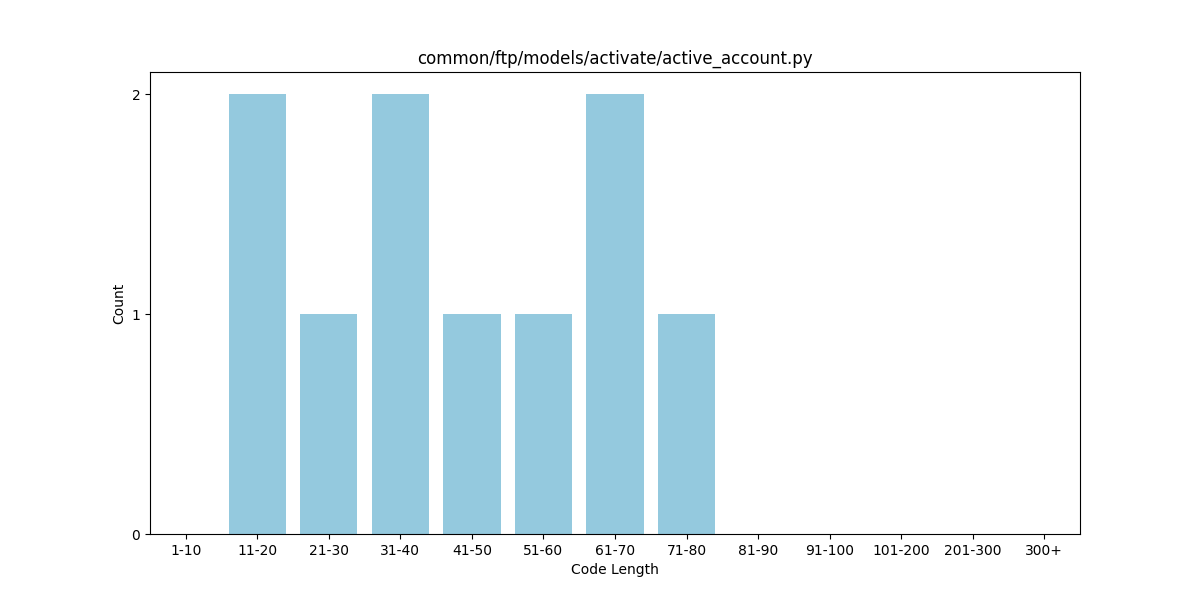 common/ftp/models/activate/active_account.py
Count
2
1
0
1-10 11-20 21-30 31-40 41-50 51-60 61-70 71-80 81-90 91-100 101-200 201-300 300+
Code Length